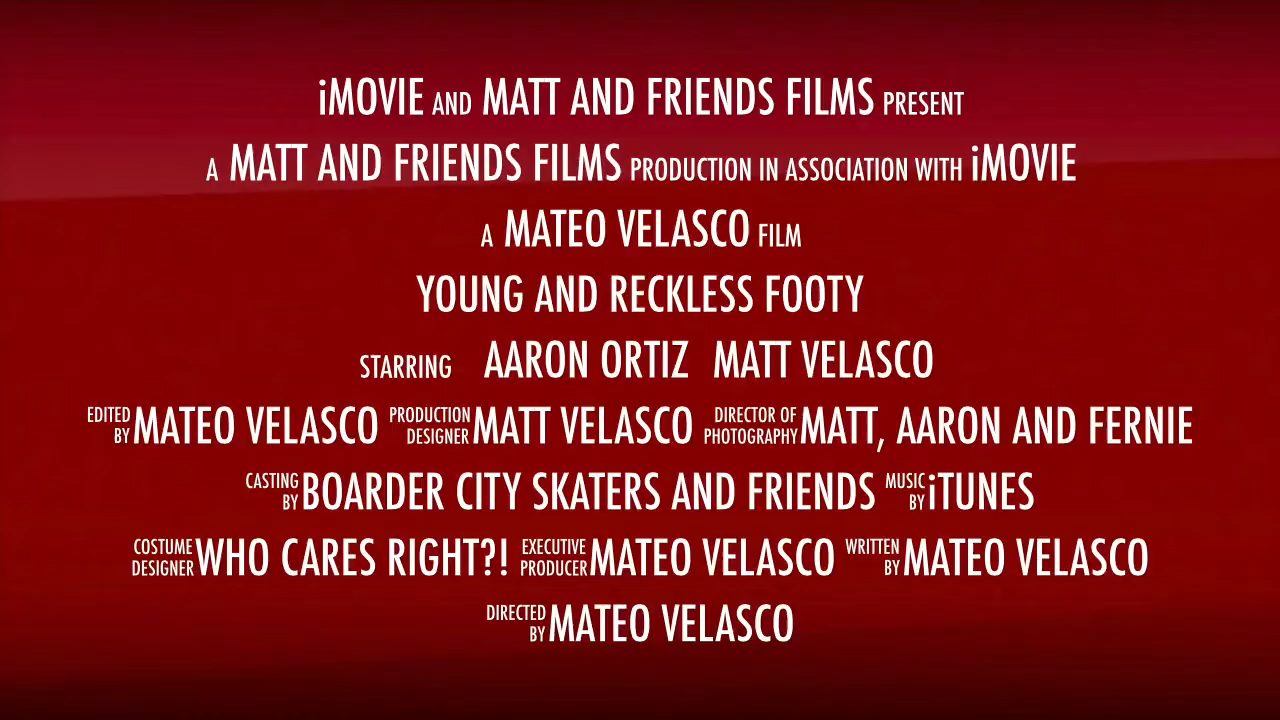 iMOVIE AND MATT AND FRIENDS FILMS PRESENT
A MATT AND FRIENDS FILMS PRODUCTION IN ASSOCIATION WITH iMOVIE
A MATEO VELASCO FILM
YOUNG AND RECKLESS FOOTY
STARRING AARON ORTIZ MATT VELASCO
EDITED BY MATEO VELASCO PRODUCTION DESIGNER MATT VELASCO DIRECTOR OF PHOTOGRAPHY MATT, AARON AND FERNIE
CASTING BY BOARDER CITY SKATERS AND FRIENDS MUSIC BY iTUNES
COSTUME DESIGNER WHO CARES RIGHT?! EXECUTIVE PRODUCER MATEO VELASCO WRITTEN BY MATEO VELASCO
DIRECTED BY MATEO VELASCO